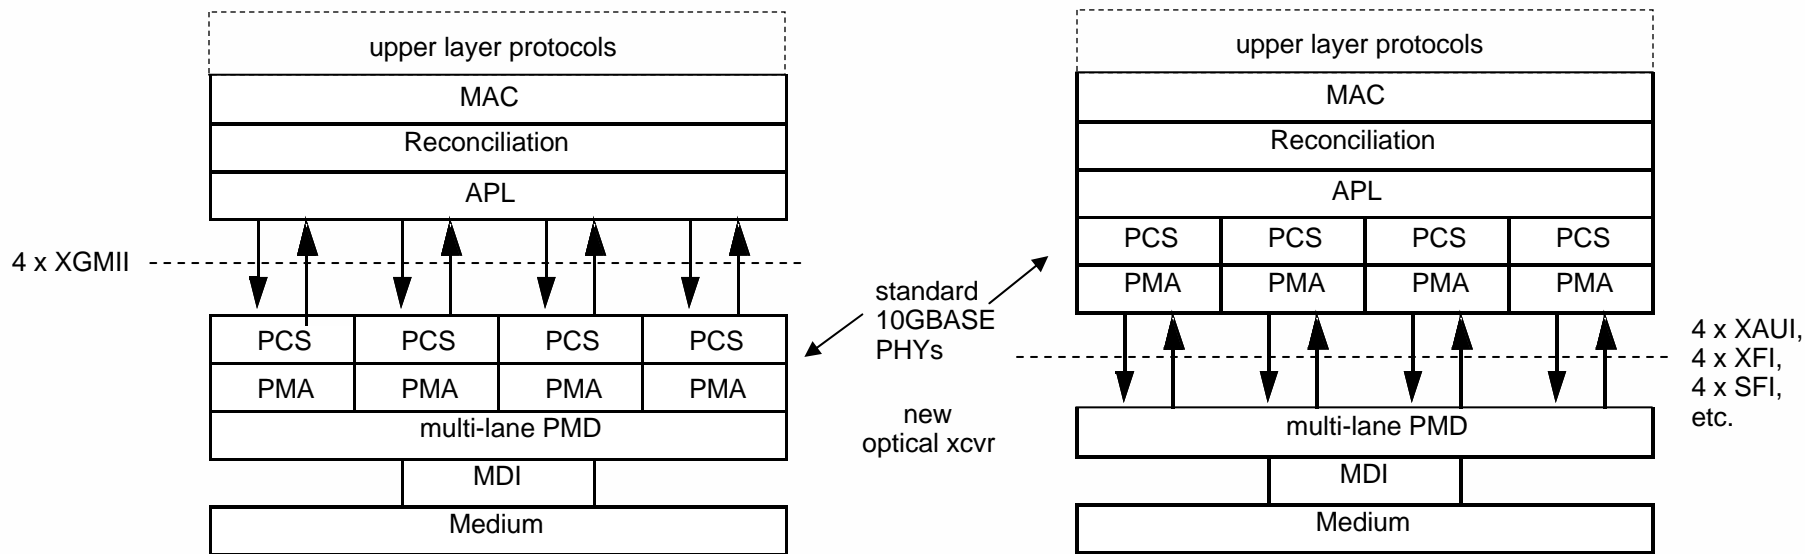 upper layer protocols
MAC
Reconciliation
APL
4 x XGMII
PCS PCS PCS PCS
PMA PMA PMA PMA
multi-lane PMD
MDI
Medium
standard
10GBASE
PHYs
new
optical xcvr
upper layer protocols
MAC
Reconciliation
APL
PCS PCS PCS PCS
PMA PMA PMA PMA
4 x XAUI,
4 x XFI,
4 x SFI,
etc.
multi-lane PMD
MDI
Medium